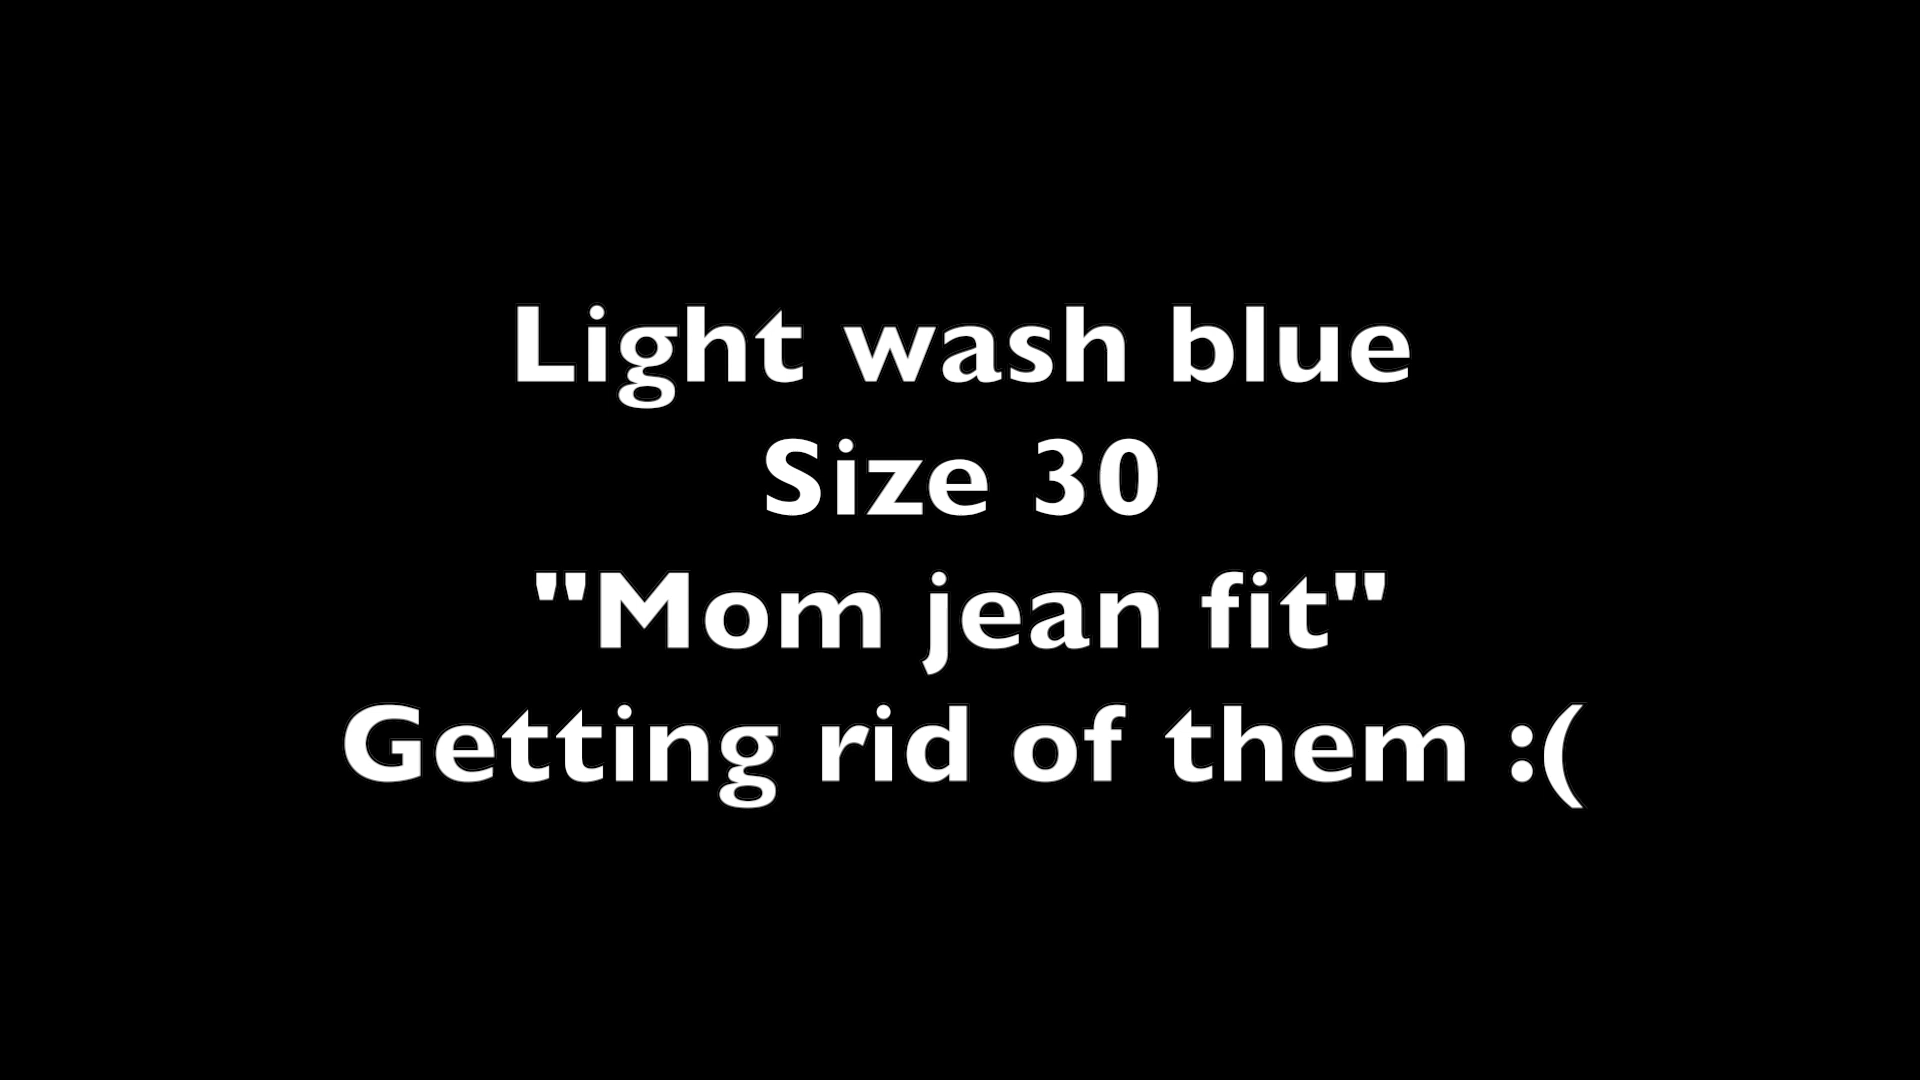 Light wash blue
Size 30
"Mom jean fit"
Getting rid of them :(